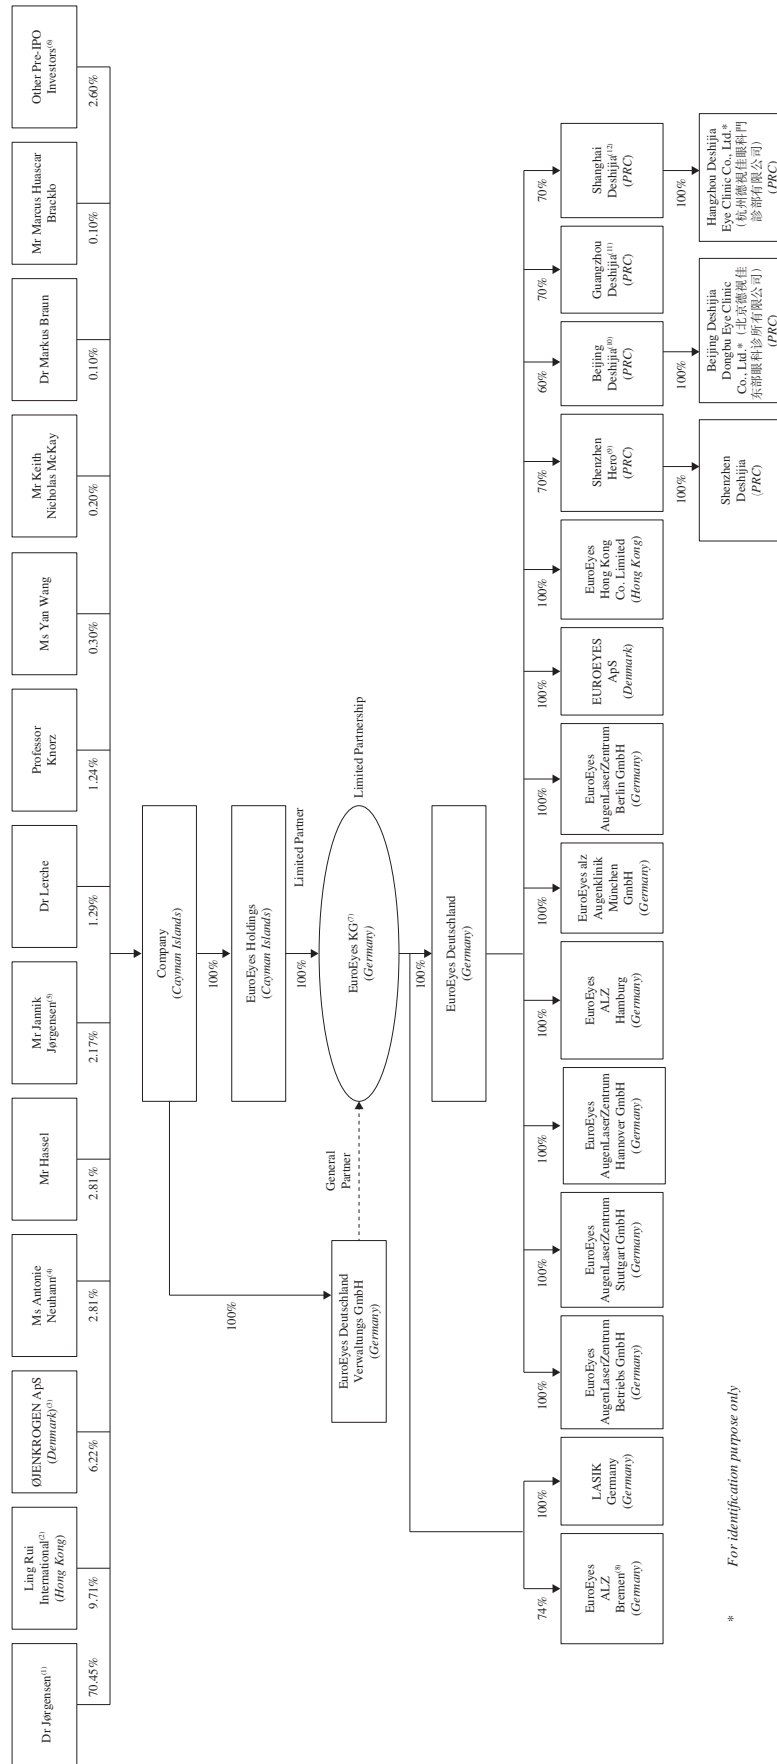 Dr Jørgensen(1)
Ling Rui
International(2)
(Hong Kong)
ØJENKROGEN ApS
(Denmark)(3)
Ms Antonie
Neuhann(4)
Mr Hassel
Mr Jannik
Jørgensen(5)
Dr Lerche
Professor
Knorz
Ms Yan Wang
Mr Keith
Nicholas McKay
Dr Markus Braun
Mr Marcus Huascar
Bracklo
Other Pre-IPO
Investors(6)
70.45%
9.71%
6.22%
2.81%
2.81%
2.17%
1.29%
1.24%
0.30%
0.20%
0.10%
0.10%
2.60%
Company
(Cayman Islands)
100%
EuroEyes Holdings
(Cayman Islands)
100%
Limited Partner
100%
EuroEyes Deutschland
Verwaltungs GmbH
(Germany)
General
Partner
EuroEyes KG(7)
(Germany)
Limited Partnership
100%
EuroEyes Deutschland
(Germany)
74%
100%
100%
100%
100%
100%
100%
100%
100%
100%
70%
60%
70%
70%
EuroEyes
ALZ
Bremen(8)
(Germany)
LASIK
Germany
(Germany)
EuroEyes
AugenLaserZentrum
Betriebs GmbH
(Germany)
EuroEyes
AugenLaserZentrum
Stuttgart GmbH
(Germany)
EuroEyes
AugenLaserZentrum
Hannover GmbH
(Germany)
EuroEyes
ALZ
Hamburg
(Germany)
EuroEyes alz
Augenklinik
München
GmbH
(Germany)
EuroEyes
AugenLaserZentrum
Berlin GmbH
(Germany)
EUROEYES
ApS
(Denmark)
EuroEyes
Hong Kong
Co. Limited
(Hong Kong)
Shenzhen
Hero(9)
(PRC)
Beijing
Deshijia(10)
(PRC)
Guangzhou
Deshijia(11)
(PRC)
Shanghai
Deshijia(12)
(PRC)
100%
100%
100%
Shenzhen
Deshijia
(PRC)
Beijing Deshijia
Dongbu Eye Clinic
Co., Ltd.* (北京德視佳
东部眼科诊所有限公司)
(PRC)
Hangzhou Deshijia
Eye Clinic Co., Ltd.*
(杭州德視佳眼科門
診部有限公司)
(PRC)
* For identification purpose only